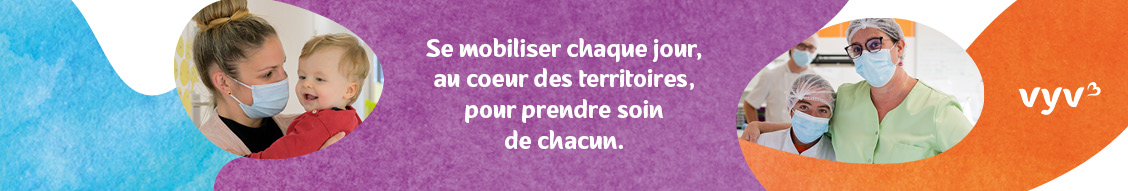 Se mobiliser chaque jour,
au coeur des territoires,
pour prendre soin
de chacun.
vyv3